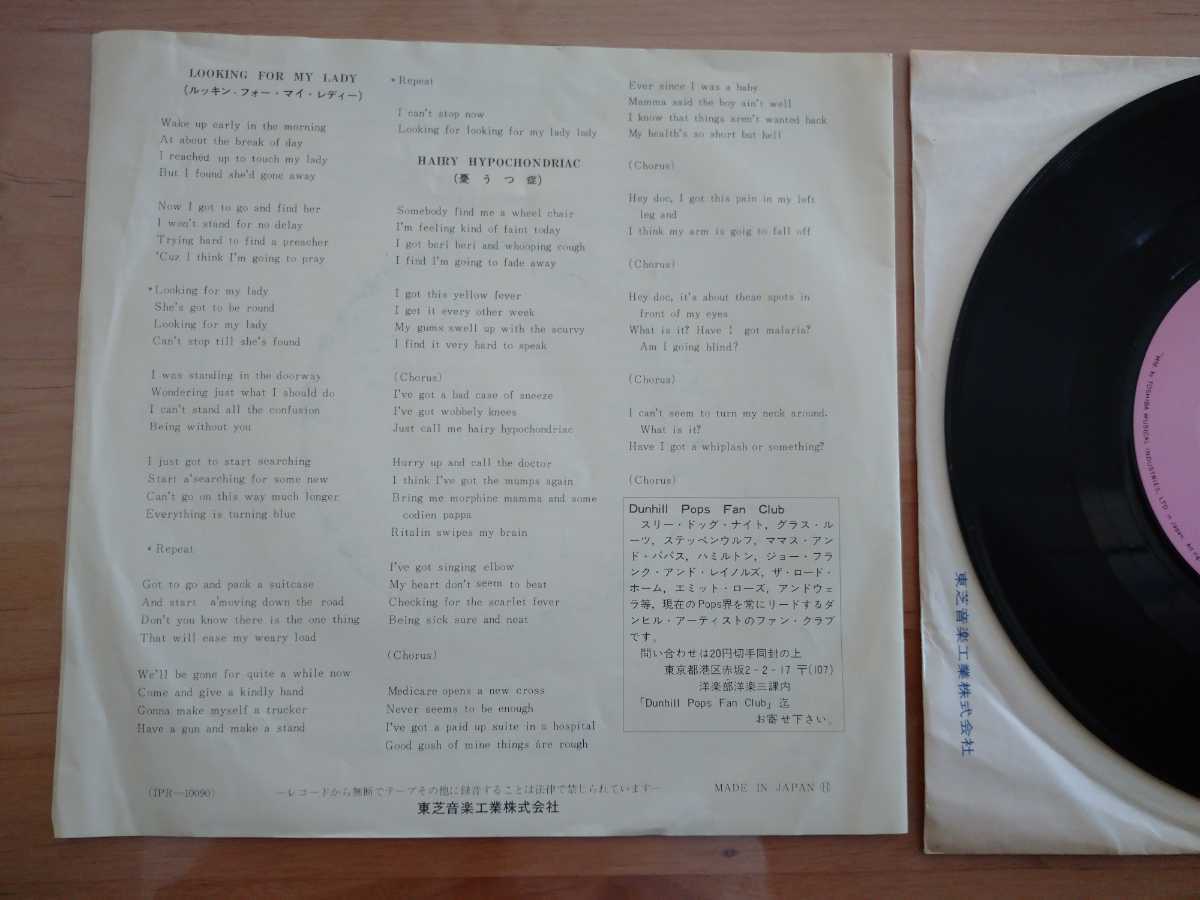 LOOKING FOR MY LADY
(ルッキン・フォー・マイ・レディー)
Wake up early in the morning
At about the break of day
I reached up to touch my lady
But I found she'd gone away
Now I got to go and find her
I won't stand for no delay
Trying hard to find a preacher
'Cuz I think I'm going to pray
*Looking for my lady
She's got to be round
Looking for my lady
Can't stop till she's found
I was standing in the doorway
Wondering just what I should do
I can't stand all the confusion
Being without you
I just got to start searching
Start a'searching for some new
Can't go on this way much longer
Everything is turning blue
* Repeat
Got to go and pack a suitcase
And start a'moving down the road
Don't you know there is the one thing
That will ease my weary load
We'll be gone for quite a while now
Come and give a kindly hand
Gonna make myself a trucker
Have a gun and make a stand
* Repeat
I can't stop now
Looking for looking for my lady lady
HAIRY HYPOCHONDRIAC
(憂うつ症)
Somebody find me a wheel chair
I'm feeling kind of faint today
I got beri beri and whooping cough
I find I'm going to fade away
I got this yellow fever
I get it every other week
My gums swell up with the scurvy
I find it very hard to speak
(Chorus)
I've got a bad case of sneeze
I've got wobbely knees
Just call me hairy hypochondriac
Hurry up and call the doctor
I think I've got the mumps again
Bring me morphine mamma and some
codien pappa
Ritalin swipes my brain
I've got singing elbow
My heart don't seem to beat
Checking for the scarlet fever
Being sick sure and neat
(Chorus)
Medicare opens a new cross
Never seems to be enough
I've got a paid up suite in a hospital
Good gosh of mine things are rough
Ever since I was a baby
Mamma said the boy ain't well
I know that things aren't wanted back
My health's so short but hell
(Chorus)
Hey doc, I got this pain in my left
leg and
I think my arm is goig to fall off
(Chorus)
Hey doc, it's about these spots in
front of my eyes
What is it? Have I got malaria?
Am I going blind?
(Chorus)
I can't seem to turn my neck around.
What is it?
Have I got a whiplash or something?
(Chorus)
Dunhill Pops Fan Club
スリー・ドッグ・ナイト, グラス・ル
ーツ, ステッペンウルフ, ママス・アン
ド・パパス, ハミルトン, ジョー・フラ
ンク・アンド・レイノルズ, ザ・ロード・
ホーム, エミット・ローズ, アンドウェ
ラ等, 現在のPops界を常にリードするダ
ンヒル・アーティストのファン・クラブ
です。
問い合わせは20円切手同封の上
東京都港区赤坂2-2-17 〒(107)
洋楽部洋楽三課内
「Dunhill Pops Fan Club」迄
お寄せ下さい。
(IPR—10090)
—レコードから無断でテープその他に録音することは法律で禁じられています—
MADE IN JAPAN Ⓗ
東芝音楽工業株式会社
TOSHIBA MUSICAL INDUSTRIES, LTD. in Japan.
東芝音楽工業株式会社